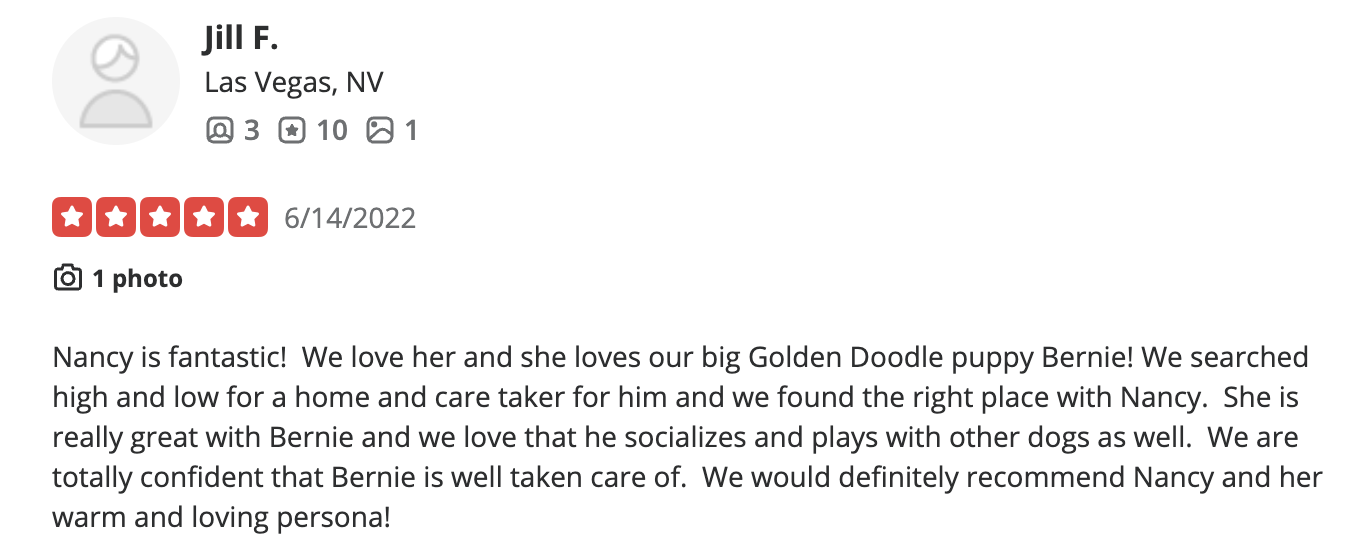 Jill F.
Las Vegas, NV
3 10 1
6/14/2022
1 photo
Nancy is fantastic!  We love her and she loves our big Golden Doodle puppy Bernie! We searched
high and low for a home and care taker for him and we found the right place with Nancy.  She is
really great with Bernie and we love that he socializes and plays with other dogs as well.  We are
totally confident that Bernie is well taken care of.  We would definitely recommend Nancy and her
warm and loving persona!